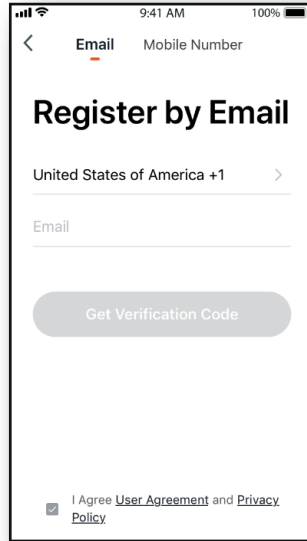 9:41 AM 100%
Email Mobile Number
Register by Email
United States of America +1
Email
Get Verification Code
I Agree User Agreement and Privacy
Policy